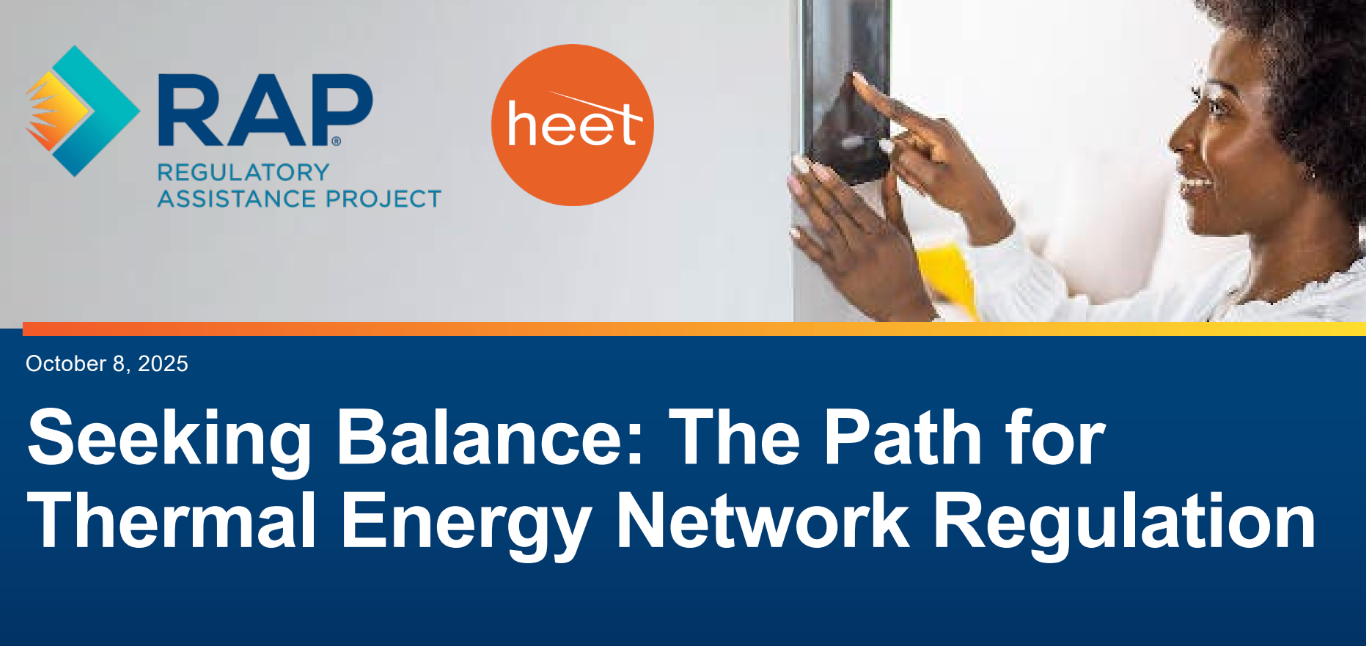 RAP®
REGULATORY
ASSISTANCE PROJECT
heet
October 8, 2025
Seeking Balance: The Path for
Thermal Energy Network Regulation